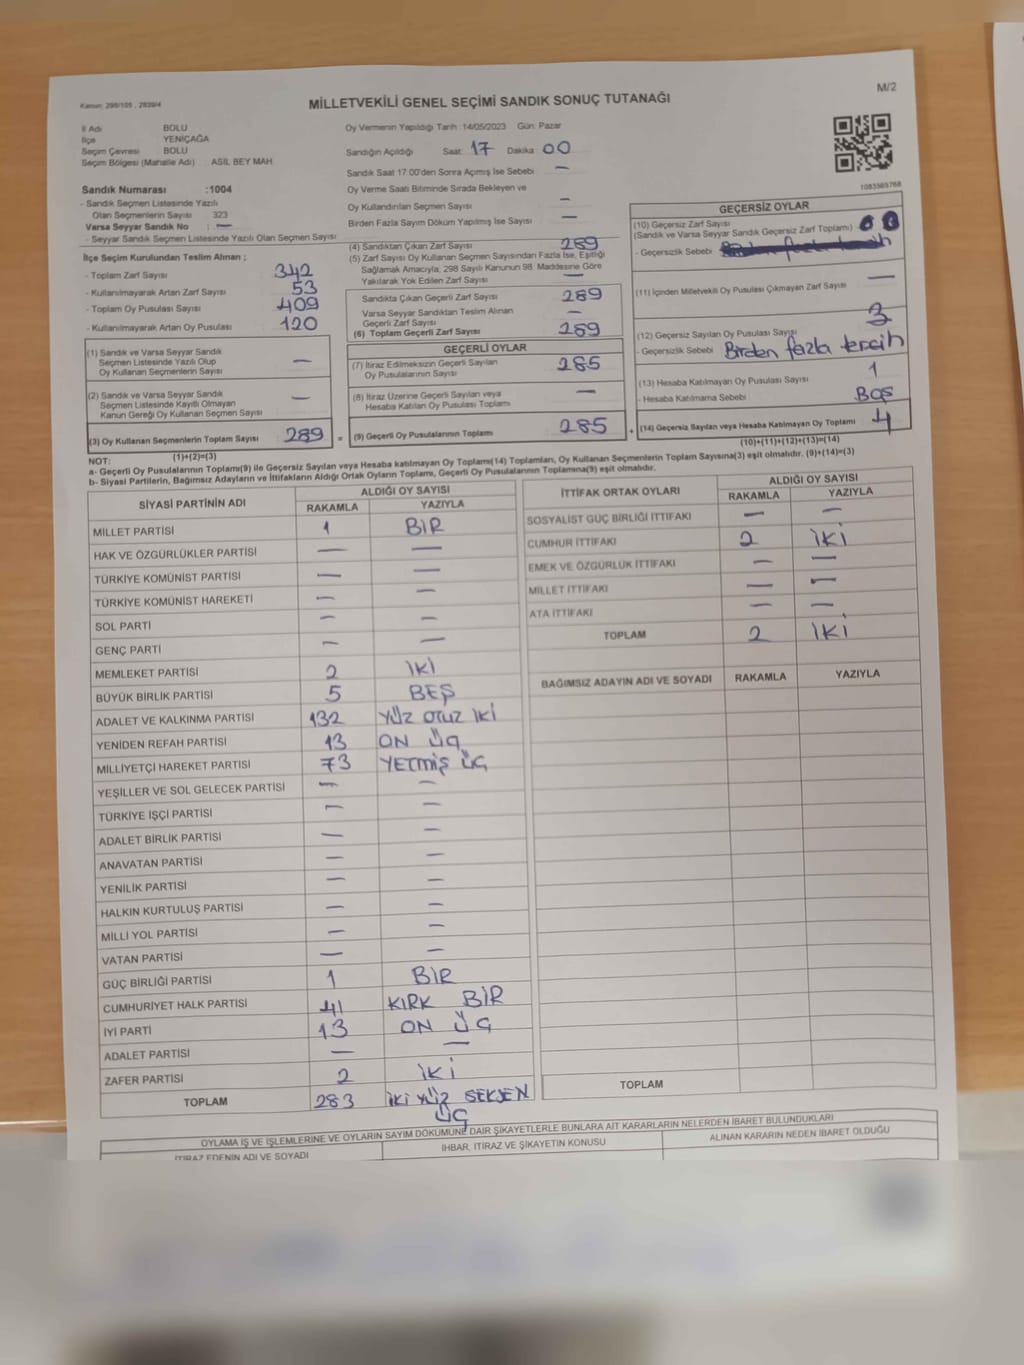 Kanun: 298/105 , 2839/4
MİLLETVEKİLİ GENEL SEÇİMİ SANDIK SONUÇ TUTANAĞI
M/2
İl Adı BOLU
İlçe YENİÇAĞA
Seçim Çevresi BOLU
Seçim Bölgesi (Mahalle Adı) ASIL BEY MAH.
Sandık Numarası :1004
- Sandık Seçmen Listesinde Yazılı
Olan Seçmenlerin Sayısı 323
Varsa Seyyar Sandık No : —
- Seyyar Sandık Seçmen Listesinde Yazılı Olan Seçmen Sayısı
İlçe Seçim Kurulundan Teslim Alınan ;
- Toplam Zarf Sayısı 342
- Kullanılmayarak Artan Zarf Sayısı 53
- Toplam Oy Pusulası Sayısı 409
- Kullanılmayarak Artan Oy Pusulası 120
(1) Sandık ve Varsa Seyyar Sandık
Seçmen Listesinde Yazılı Olup
Oy Kullanan Seçmenlerin Sayısı —
(2) Sandık ve Varsa Seyyar Sandık
Seçmen Listesinde Kayıtlı Olmayan
Kanun Gereği Oy Kullanan Seçmen Sayısı —
(3) Oy Kullanan Seçmenlerin Toplam Sayısı 289 =
(1)+(2)=(3)
Oy Vermenin Yapıldığı Tarih :14/05/2023 Gün: Pazar
Sandığın Açıldığı Saat: 17 Dakika: 00
Sandık Saat 17.00'den Sonra Açımış İse Sebebi —
Oy Verme Saati Bitiminde Sırada Bekleyen ve
Oy Kullandırılan Seçmen Sayısı —
Birden Fazla Sayım Döküm Yapılmış İse Sayısı —
(4) Sandıktan Çıkan Zarf Sayısı 289
(5) Zarf Sayısı Oy Kullanan Seçmen Sayısından Fazla İse, Eşitliği
Sağlamak Amacıyla, 298 Sayılı Kanunun 98. Maddesine Göre
Yakılarak Yok Edilen Zarf Sayısı —
Sandıkta Çıkan Geçerli Zarf Sayısı 289
Varsa Seyyar Sandıktan Teslim Alınan
Geçerli Zarf Sayısı —
(6) Toplam Geçerli Zarf Sayısı 289
GEÇERLİ OYLAR
(7) İtiraz Edilmeksizin Geçerli Sayılan
Oy Pusulalarının Sayısı 285
(8) İtiraz Üzerine Geçerli Sayılan veya
Hesaba Katılan Oy Pusulası Toplamı —
(9) Geçerli Oy Pusulalarının Toplamı 285 +
1083565768
GEÇERSİZ OYLAR
(10) Geçersiz Zarf Sayısı
(Sandık ve Varsa Seyyar Sandık Geçersiz Zarf Toplamı) 0
- Geçersizlik Sebebi
(11) İçinden Milletvekili Oy Pusulası Çıkmayan Zarf Sayısı —
(12) Geçersiz Sayılan Oy Pusulası Sayısı 3
- Geçersizlik Sebebi Birden fazla tercih
(13) Hesaba Katılmayan Oy Pusulası Sayısı 1
- Hesaba Katılmama Sebebi BOŞ
(14) Geçersiz Sayılan veya Hesaba Katılmayan Oy Toplamı 4
(10)+(11)+(12)+(13)=(14)
NOT:
a- Geçerli Oy Pusulalarının Toplamı(9) ile Geçersiz Sayılan veya Hesaba katılmayan Oy Toplamı(14) Toplamları, Oy Kullanan Seçmenlerin Toplam Sayısına(3) eşit olmalıdır. (9)+(14)=(3)
b- Siyasi Partilerin, Bağımsız Adayların ve İttifakların Aldığı Ortak Oyların Toplamı, Geçerli Oy Pusulalarının Toplamına(9) eşit olmalıdır.
SİYASİ PARTİNİN ADI ALDIĞI OY SAYISI
RAKAMLA YAZIYLA
MİLLET PARTİSİ 1 BİR
HAK VE ÖZGÜRLÜKLER PARTİSİ — —
TÜRKİYE KOMÜNİST PARTİSİ — —
TÜRKİYE KOMÜNİST HAREKETİ — —
SOL PARTİ — —
GENÇ PARTİ — —
MEMLEKET PARTİSİ 2 İKİ
BÜYÜK BİRLİK PARTİSİ 5 BEŞ
ADALET VE KALKINMA PARTİSİ 132 YÜZ OTUZ İKİ
YENİDEN REFAH PARTİSİ 13 ON ÜÇ
MİLLİYETÇİ HAREKET PARTİSİ 73 YETMİŞ ÜÇ
YEŞİLLER VE SOL GELECEK PARTİSİ — —
TÜRKİYE İŞÇİ PARTİSİ — —
ADALET BİRLİK PARTİSİ — —
ANAVATAN PARTİSİ — —
YENİLİK PARTİSİ — —
HALKIN KURTULUŞ PARTİSİ — —
MİLLİ YOL PARTİSİ — —
VATAN PARTİSİ — —
GÜÇ BİRLİĞİ PARTİSİ 1 BİR
CUMHURİYET HALK PARTİSİ 41 KIRK BİR
İYİ PARTİ 13 ON ÜÇ
ADALET PARTİSİ — —
ZAFER PARTİSİ 2 İKİ
TOPLAM 283 İKİ YÜZ SEKSEN
ÜÇ
İTTİFAK ORTAK OYLARI ALDIĞI OY SAYISI
RAKAMLA YAZIYLA
SOSYALİST GÜÇ BİRLİĞİ İTTİFAKI — —
CUMHUR İTTİFAKI 2 İKİ
EMEK VE ÖZGÜRLÜK İTTİFAKI — —
MİLLET İTTİFAKI — —
ATA İTTİFAKI — —
TOPLAM 2 İKİ
BAĞIMSIZ ADAYIN ADI VE SOYADI RAKAMLA YAZIYLA
TOPLAM
OYLAMA İŞ VE İŞLEMLERİNE VE OYLARIN SAYIM DÖKÜMÜNE DAİR ŞİKAYETLERLE BUNLARA AİT KARARLARIN NELERDEN İBARET BULUNDUKLARI
İTİRAZ EDENİN ADI VE SOYADI İHBAR, İTİRAZ VE ŞİKAYETİN KONUSU ALINAN KARARIN NEDEN İBARET OLDUĞU